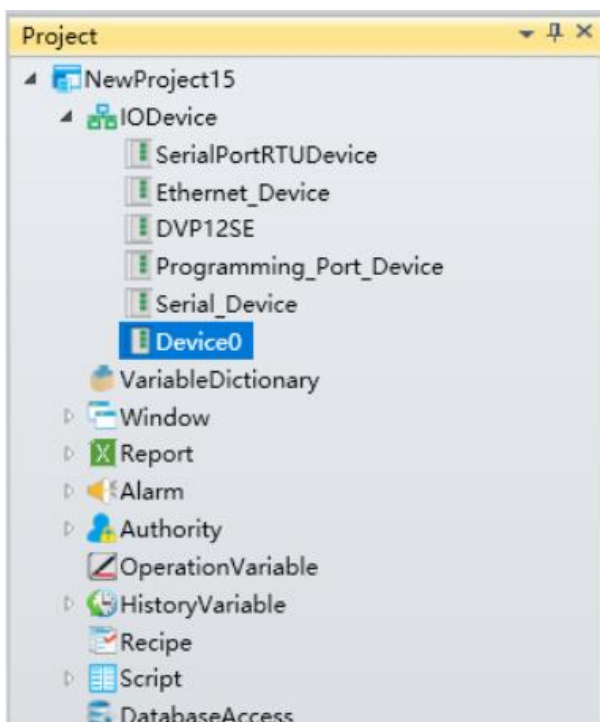 Project
NewProject15
IODevice
SerialPortRTUDevice
Ethernet_Device
DVP12SE
Programming_Port_Device
Serial_Device
Device0
VariableDictionary
Window
Report
Alarm
Authority
OperationVariable
HistoryVariable
Recipe
Script
DatabaseAccess